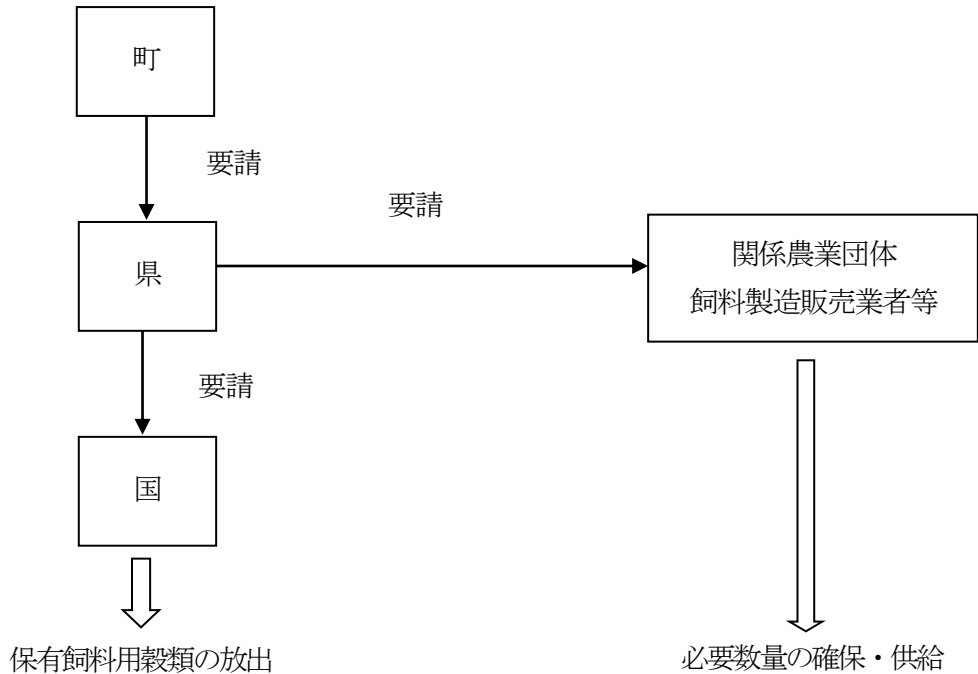 町
要請
要請
県
関係農業団体
飼料製造販売業者等
要請
国
保有飼料用穀類の放出
必要数量の確保・供給